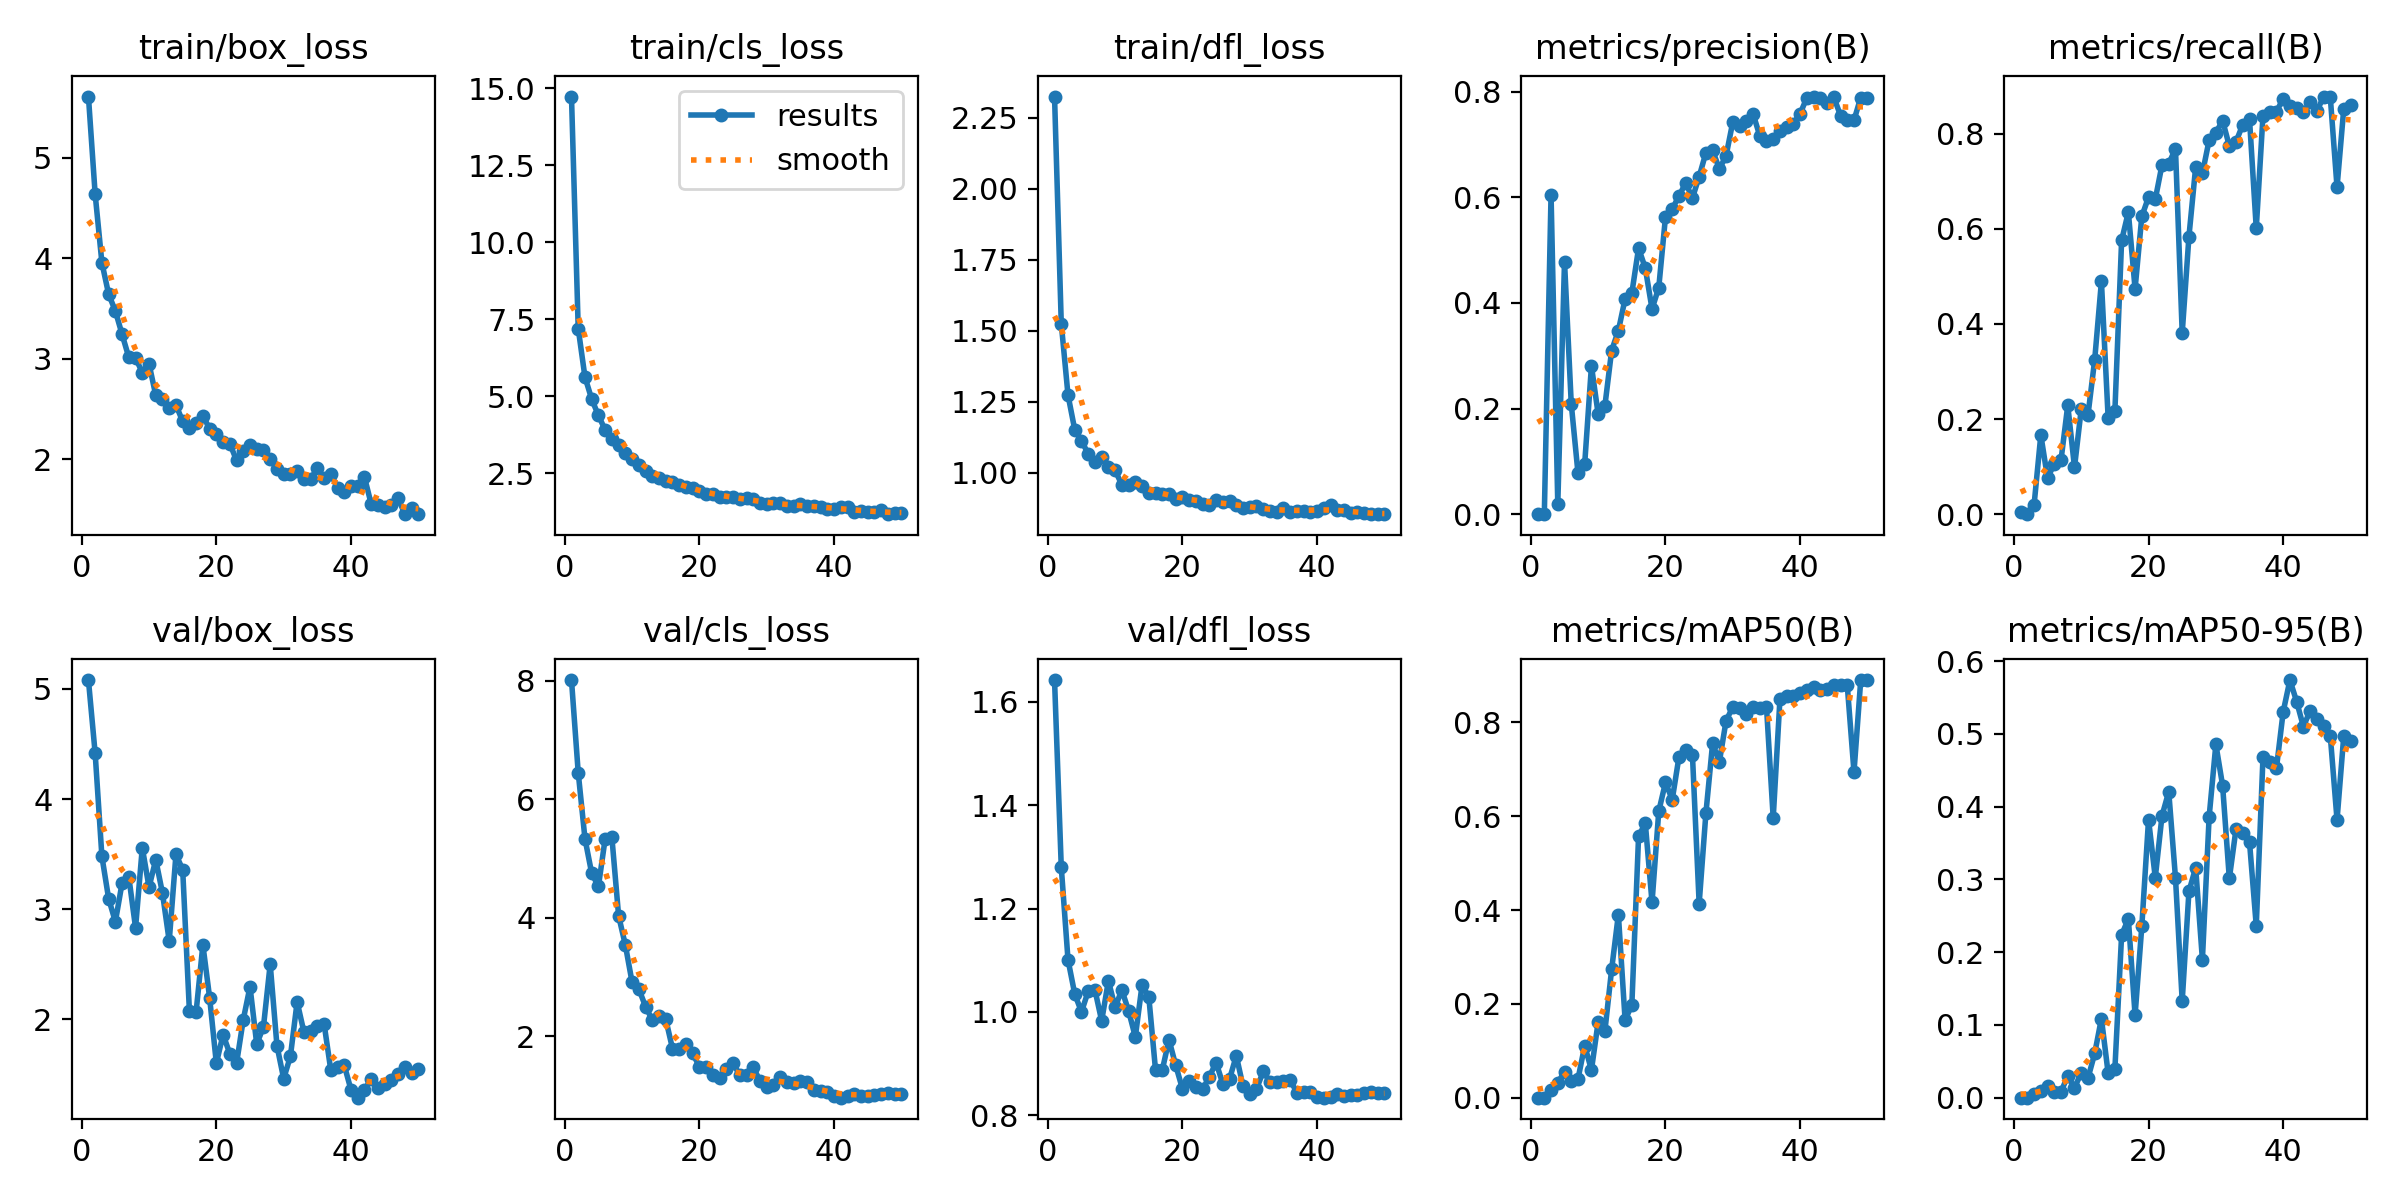 train/box_loss
train/cls_loss
train/dfl_loss
metrics/precision(B)
metrics/recall(B)
5
4
3
2
0 20 40
15.0
12.5
10.0
7.5
5.0
2.5
results
smooth
0 20 40
2.25
2.00
1.75
1.50
1.25
1.00
0 20 40
0.8
0.6
0.4
0.2
0.0
0 20 40
0.8
0.6
0.4
0.2
0.0
0 20 40
val/box_loss
val/cls_loss
val/dfl_loss
metrics/mAP50(B)
metrics/mAP50-95(B)
5
4
3
2
0 20 40
8
6
4
2
0 20 40
1.6
1.4
1.2
1.0
0.8
0 20 40
0.8
0.6
0.4
0.2
0.0
0 20 40
0.6
0.5
0.4
0.3
0.2
0.1
0.0
0 20 40